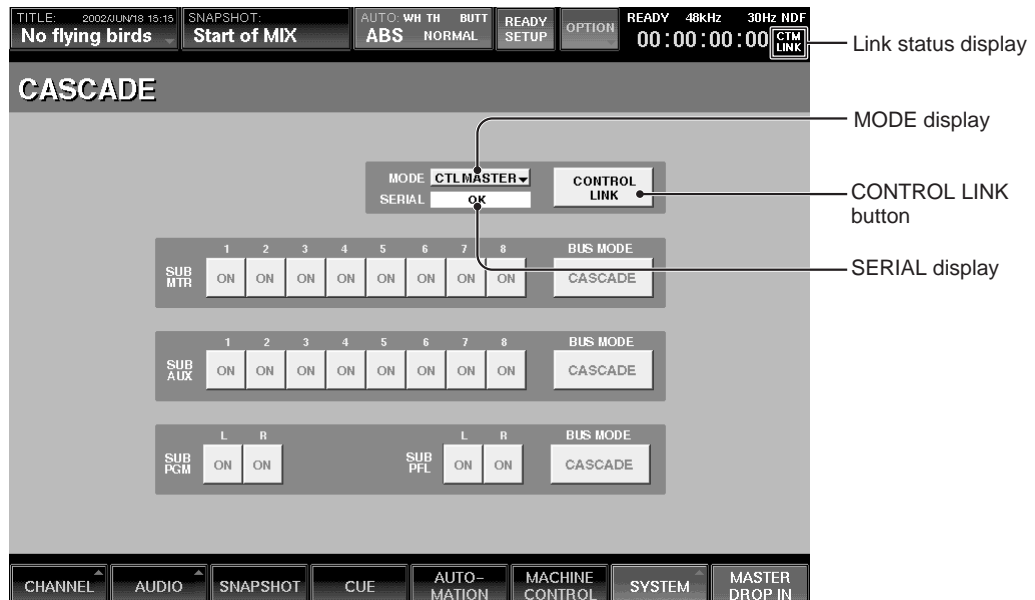 TITLE: 2002/JUN/18 15:15
No flying birds
SNAPSHOT:
Start of MIX
AUTO: WH TH BUTT
ABS NORMAL
READY
SETUP
OPTION
READY 48kHz 30Hz NDF
00:00:00:00
CTM
LINK
Link status display
CASCADE
MODE display
MODE CTL MASTER
SERIAL OK
CONTROL
LINK
CONTROL LINK
button
SERIAL display
1 2 3 4 5 6 7 8 BUS MODE
SUB
MTR
ON ON ON ON ON ON ON ON CASCADE
1 2 3 4 5 6 7 8 BUS MODE
SUB
AUX
ON ON ON ON ON ON ON ON CASCADE
L R L R BUS MODE
SUB
PGM
ON ON
SUB
PFL
ON ON CASCADE
CHANNEL
AUDIO
SNAPSHOT
CUE
AUTO–
MATION
MACHINE
CONTROL
SYSTEM
MASTER
DROP IN